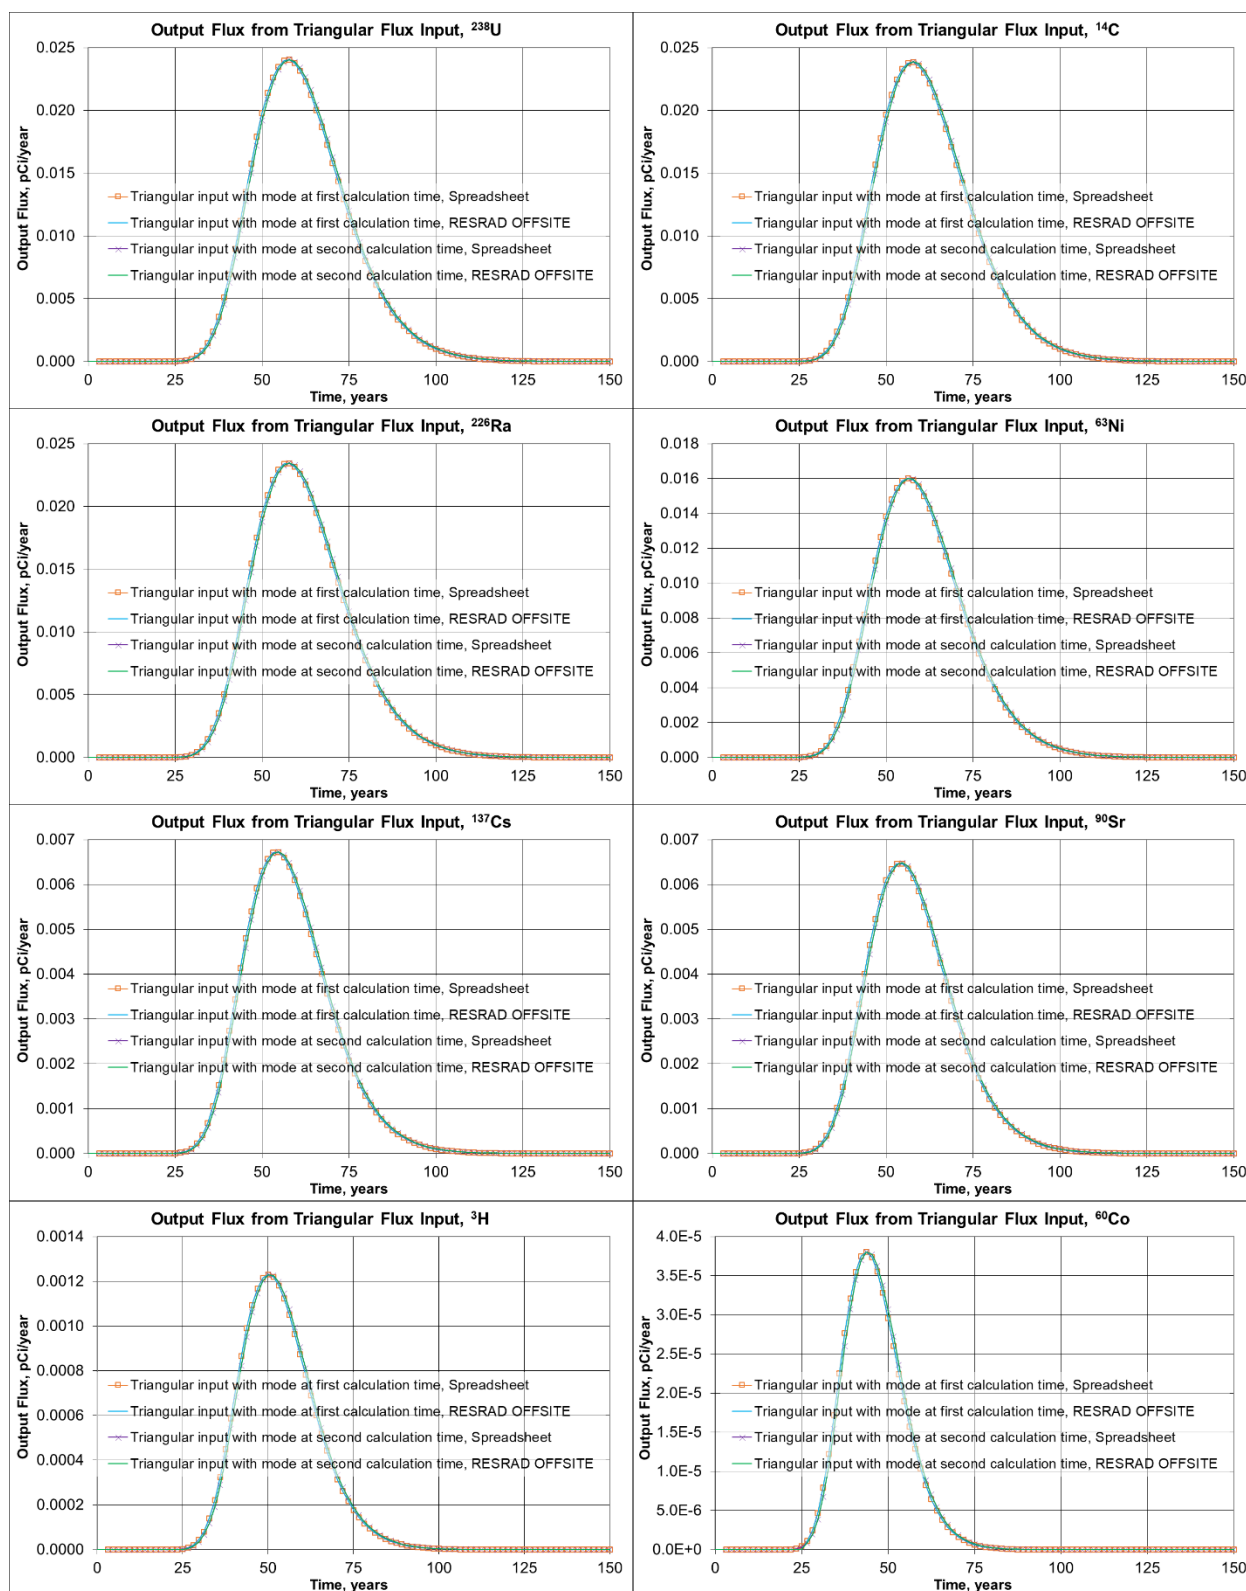 Output Flux from Triangular Flux Input, ²³⁸U
Output Flux, pCi/year
0.025
0.020
0.015
0.010
0.005
0.000
Triangular input with mode at first calculation time, Spreadsheet
Triangular input with mode at first calculation time, RESRAD OFFSITE
Triangular input with mode at second calculation time, Spreadsheet
Triangular input with mode at second calculation time, RESRAD OFFSITE
0 25 50 75 100 125 150
Time, years
Output Flux from Triangular Flux Input, ¹⁴C
Output Flux, pCi/year
0.025
0.020
0.015
0.010
0.005
0.000
Triangular input with mode at first calculation time, Spreadsheet
Triangular input with mode at first calculation time, RESRAD OFFSITE
Triangular input with mode at second calculation time, Spreadsheet
Triangular input with mode at second calculation time, RESRAD OFFSITE
0 25 50 75 100 125 150
Time, years
Output Flux from Triangular Flux Input, ²²⁶Ra
Output Flux, pCi/year
0.025
0.020
0.015
0.010
0.005
0.000
Triangular input with mode at first calculation time, Spreadsheet
Triangular input with mode at first calculation time, RESRAD OFFSITE
Triangular input with mode at second calculation time, Spreadsheet
Triangular input with mode at second calculation time, RESRAD OFFSITE
0 25 50 75 100 125 150
Time, years
Output Flux from Triangular Flux Input, ⁶³Ni
Output Flux, pCi/year
0.018
0.016
0.014
0.012
0.010
0.008
0.006
0.004
0.002
0.000
Triangular input with mode at first calculation time, Spreadsheet
Triangular input with mode at first calculation time, RESRAD OFFSITE
Triangular input with mode at second calculation time, Spreadsheet
Triangular input with mode at second calculation time, RESRAD OFFSITE
0 25 50 75 100 125 150
Time, years
Output Flux from Triangular Flux Input, ¹³⁷Cs
Output Flux, pCi/year
0.007
0.006
0.005
0.004
0.003
0.002
0.001
0.000
Triangular input with mode at first calculation time, Spreadsheet
Triangular input with mode at first calculation time, RESRAD OFFSITE
Triangular input with mode at second calculation time, Spreadsheet
Triangular input with mode at second calculation time, RESRAD OFFSITE
0 25 50 75 100 125 150
Time, years
Output Flux from Triangular Flux Input, ⁹⁰Sr
Output Flux, pCi/year
0.007
0.006
0.005
0.004
0.003
0.002
0.001
0.000
Triangular input with mode at first calculation time, Spreadsheet
Triangular input with mode at first calculation time, RESRAD OFFSITE
Triangular input with mode at second calculation time, Spreadsheet
Triangular input with mode at second calculation time, RESRAD OFFSITE
0 25 50 75 100 125 150
Time, years
Output Flux from Triangular Flux Input, ³H
Output Flux, pCi/year
0.0014
0.0012
0.0010
0.0008
0.0006
0.0004
0.0002
0.0000
Triangular input with mode at first calculation time, Spreadsheet
Triangular input with mode at first calculation time, RESRAD OFFSITE
Triangular input with mode at second calculation time, Spreadsheet
Triangular input with mode at second calculation time, RESRAD OFFSITE
0 25 50 75 100 125 150
Time, years
Output Flux from Triangular Flux Input, ⁶⁰Co
Output Flux, pCi/year
4.0E-5
3.5E-5
3.0E-5
2.5E-5
2.0E-5
1.5E-5
1.0E-5
5.0E-6
0.0E+0
Triangular input with mode at first calculation time, Spreadsheet
Triangular input with mode at first calculation time, RESRAD OFFSITE
Triangular input with mode at second calculation time, Spreadsheet
Triangular input with mode at second calculation time, RESRAD OFFSITE
0 25 50 75 100 125 150
Time, years